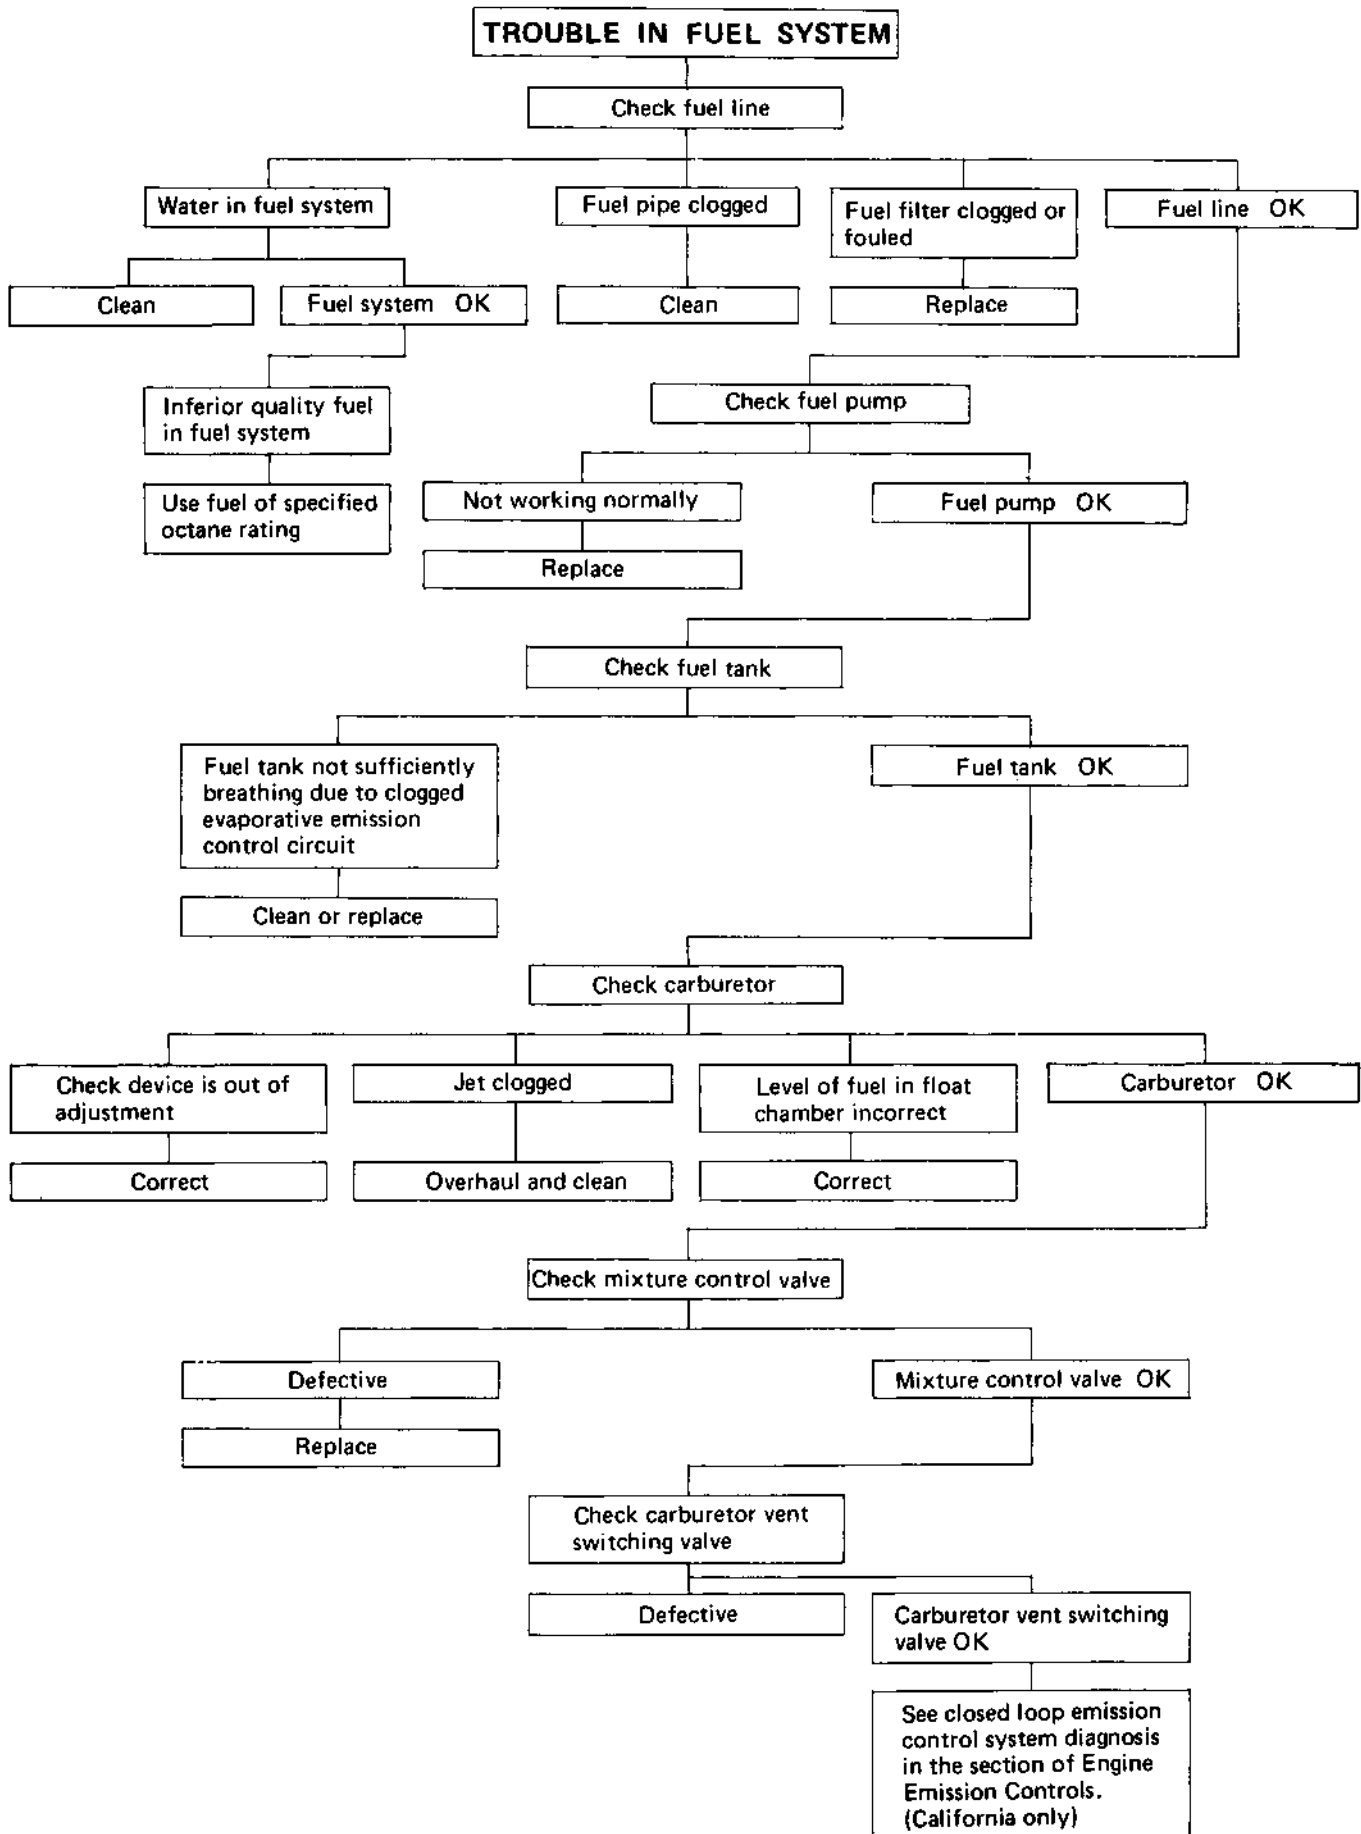 TROUBLE IN FUEL SYSTEM
Check fuel line
Water in fuel system
Fuel pipe clogged
Fuel filter clogged or
fouled
Fuel line OK
Clean
Fuel system OK
Clean
Replace
Inferior quality fuel
in fuel system
Check fuel pump
Use fuel of specified
octane rating
Not working normally
Fuel pump OK
Replace
Check fuel tank
Fuel tank not sufficiently
breathing due to clogged
evaporative emission
control circuit
Fuel tank OK
Clean or replace
Check carburetor
Check device is out of
adjustment
Jet clogged
Level of fuel in float
chamber incorrect
Carburetor OK
Correct
Overhaul and clean
Correct
Check mixture control valve
Defective
Mixture control valve OK
Replace
Check carburetor vent
switching valve
Defective
Carburetor vent switching
valve OK
See closed loop emission
control system diagnosis
in the section of Engine
Emission Controls.
(California only)